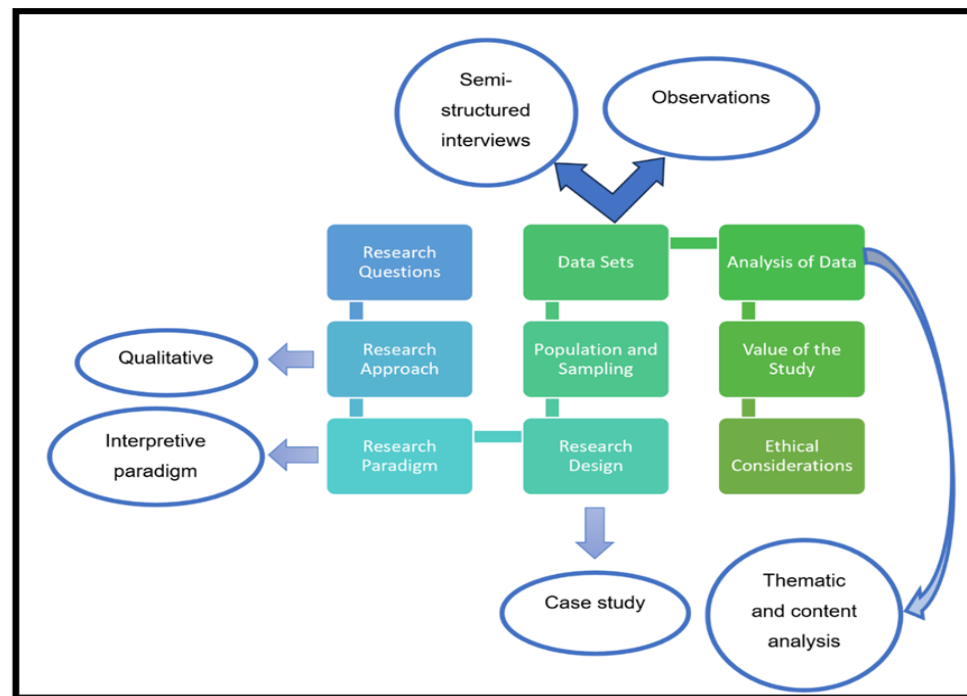 Semi-
structured
interviews
Observations
Research
Questions
Data Sets
Analysis of Data
Qualitative
Research
Approach
Population and
Sampling
Value of the
Study
Interpretive
paradigm
Research
Paradigm
Research
Design
Ethical
Considerations
Case study
Thematic
and content
analysis